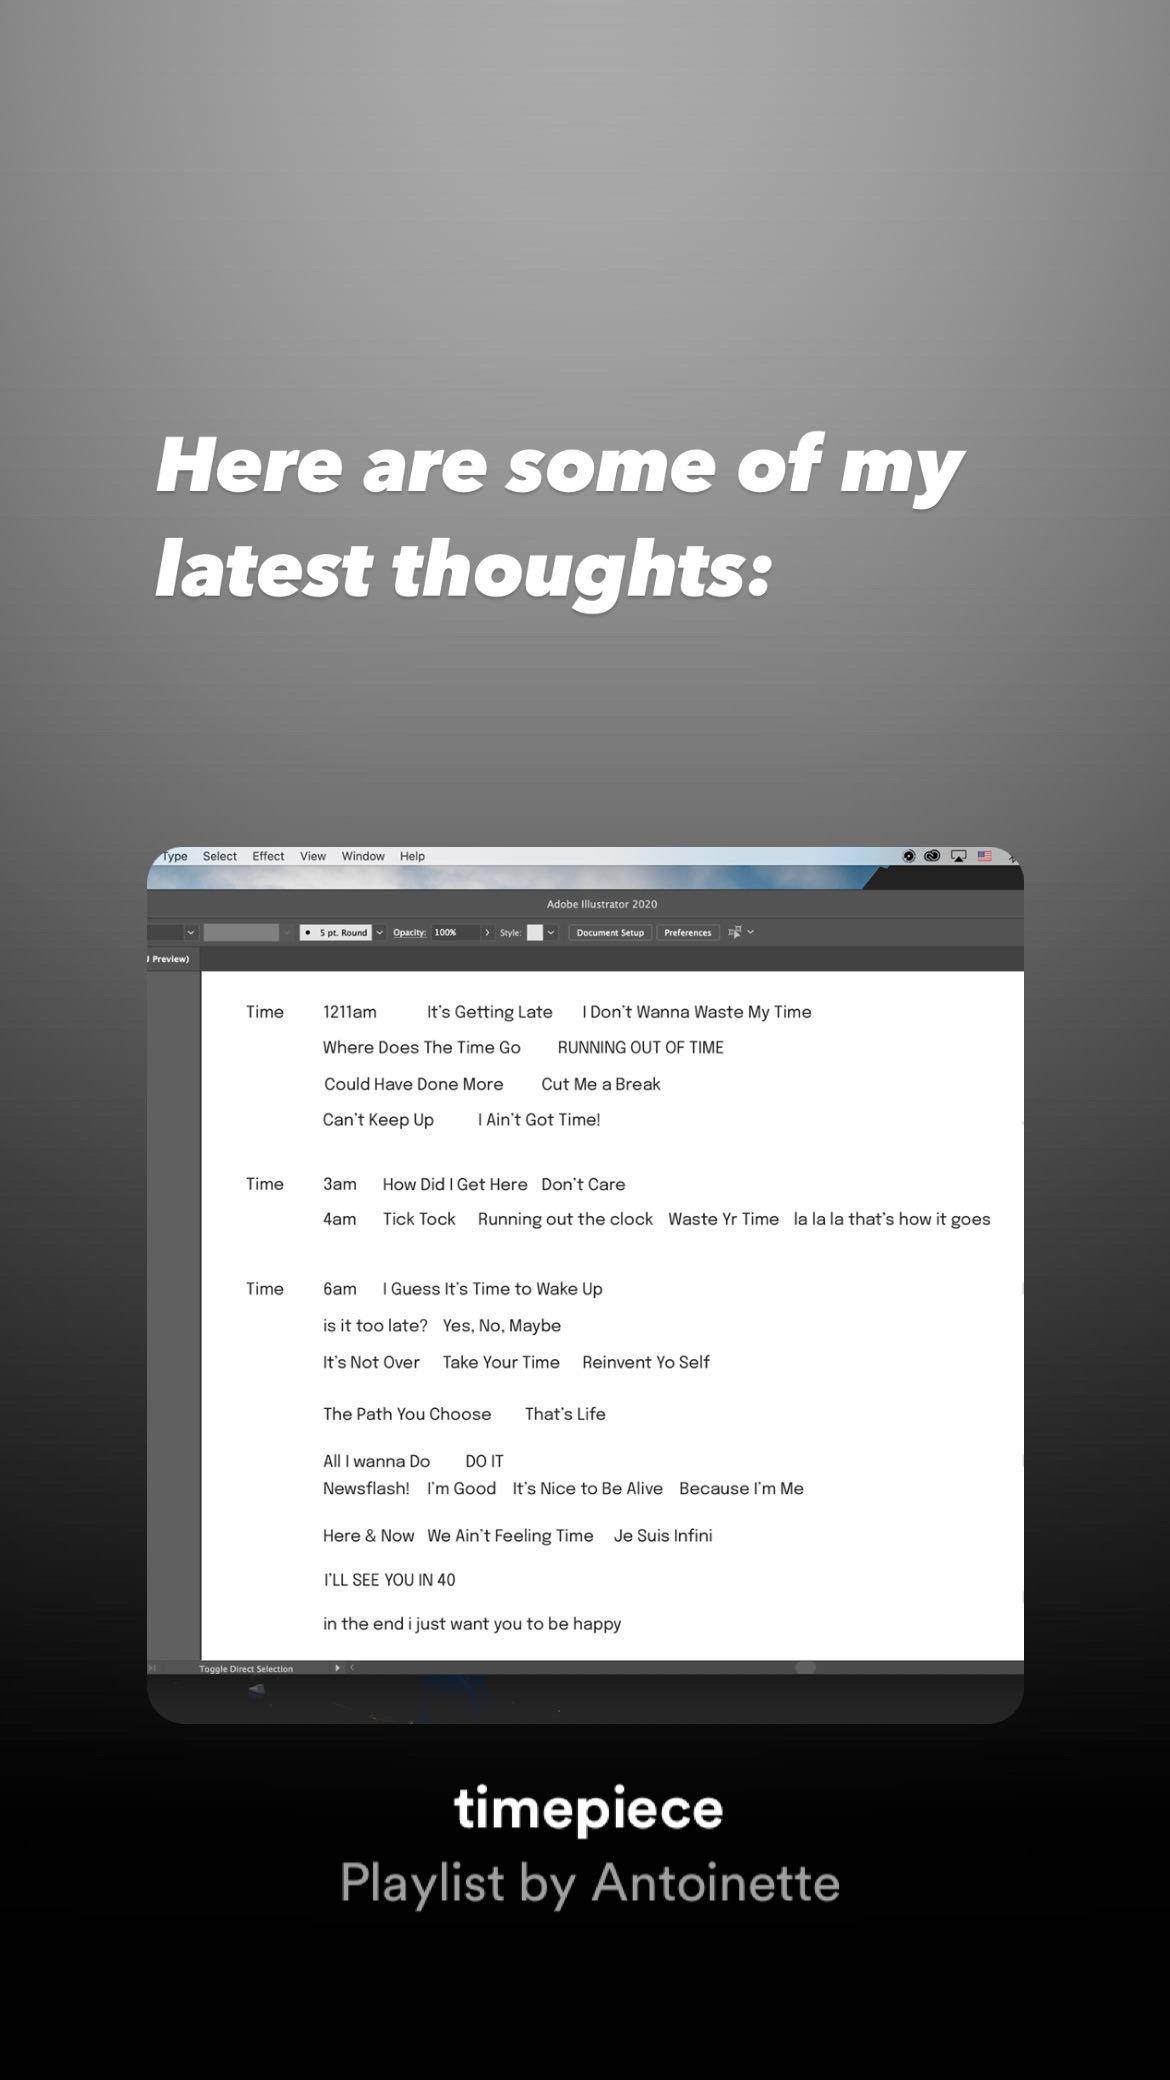 Here are some of my
latest thoughts:
Type Select Effect View Window Help
Adobe Illustrator 2020
5 pt. Round Opacity: 100% Style: Document Setup Preferences
Preview)
Time 1211am It's Getting Late I Don't Wanna Waste My Time
Where Does The Time Go RUNNING OUT OF TIME
Could Have Done More Cut Me a Break
Can't Keep Up I Ain't Got Time!
Time 3am How Did I Get Here Don't Care
4am Tick Tock Running out the clock Waste Yr Time la la la that's how it goes
Time 6am I Guess It's Time to Wake Up
is it too late? Yes, No, Maybe
It's Not Over Take Your Time Reinvent Yo Self
The Path You Choose That's Life
All I wanna Do DO IT
Newsflash! I'm Good It's Nice to Be Alive Because I'm Me
Here & Now We Ain't Feeling Time Je Suis Infini
I'LL SEE YOU IN 40
in the end i just want you to be happy
Toggle Direct Selection
timepiece
Playlist by Antoinette